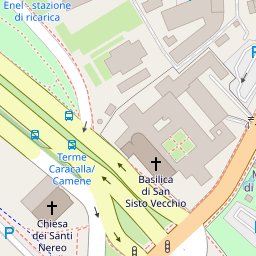 Enel - stazione
di ricarica
Terme
Caracalla/
Camene
Basilica
di San
Sisto Vecchio
Chiesa
dei Santi
Nereo
P
P